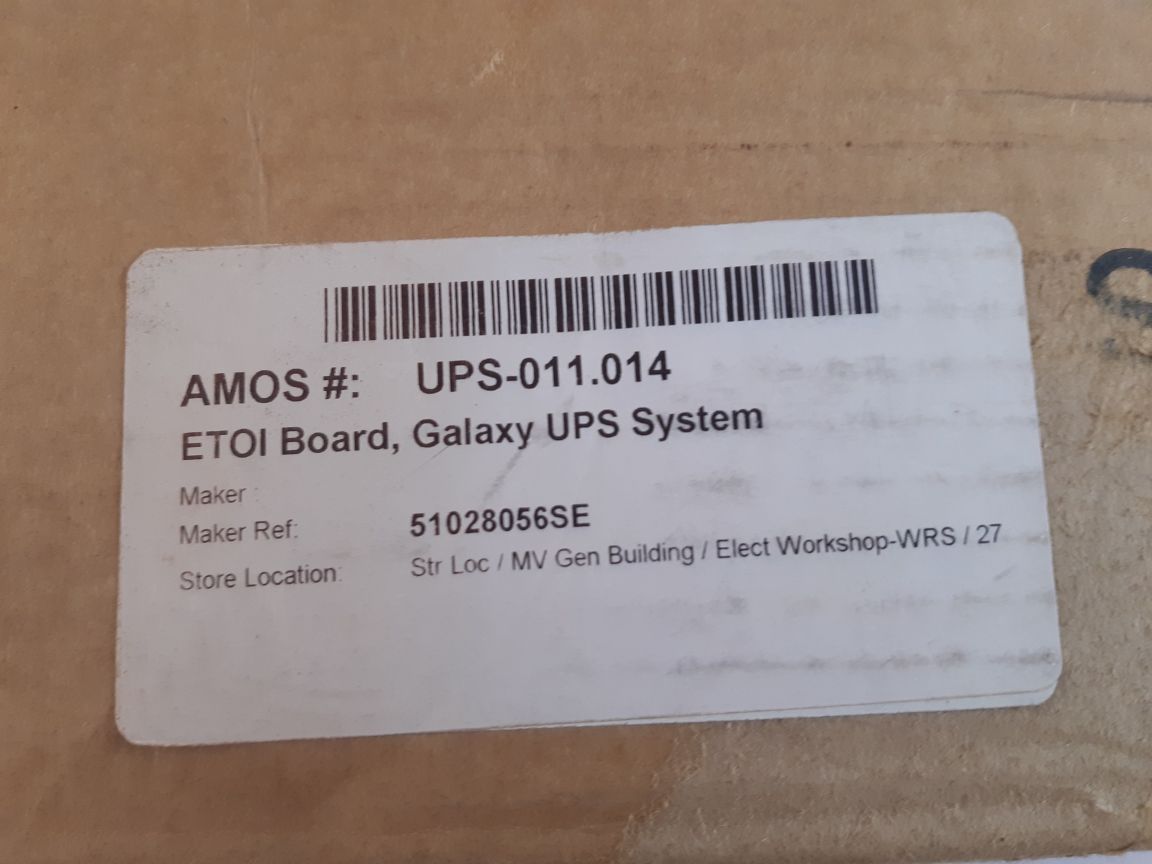 AMOS #: UPS-011.014
ETOI Board, Galaxy UPS System
Maker :
Maker Ref: 51028056SE
Store Location: Str Loc / MV Gen Building / Elect Workshop-WRS / 27